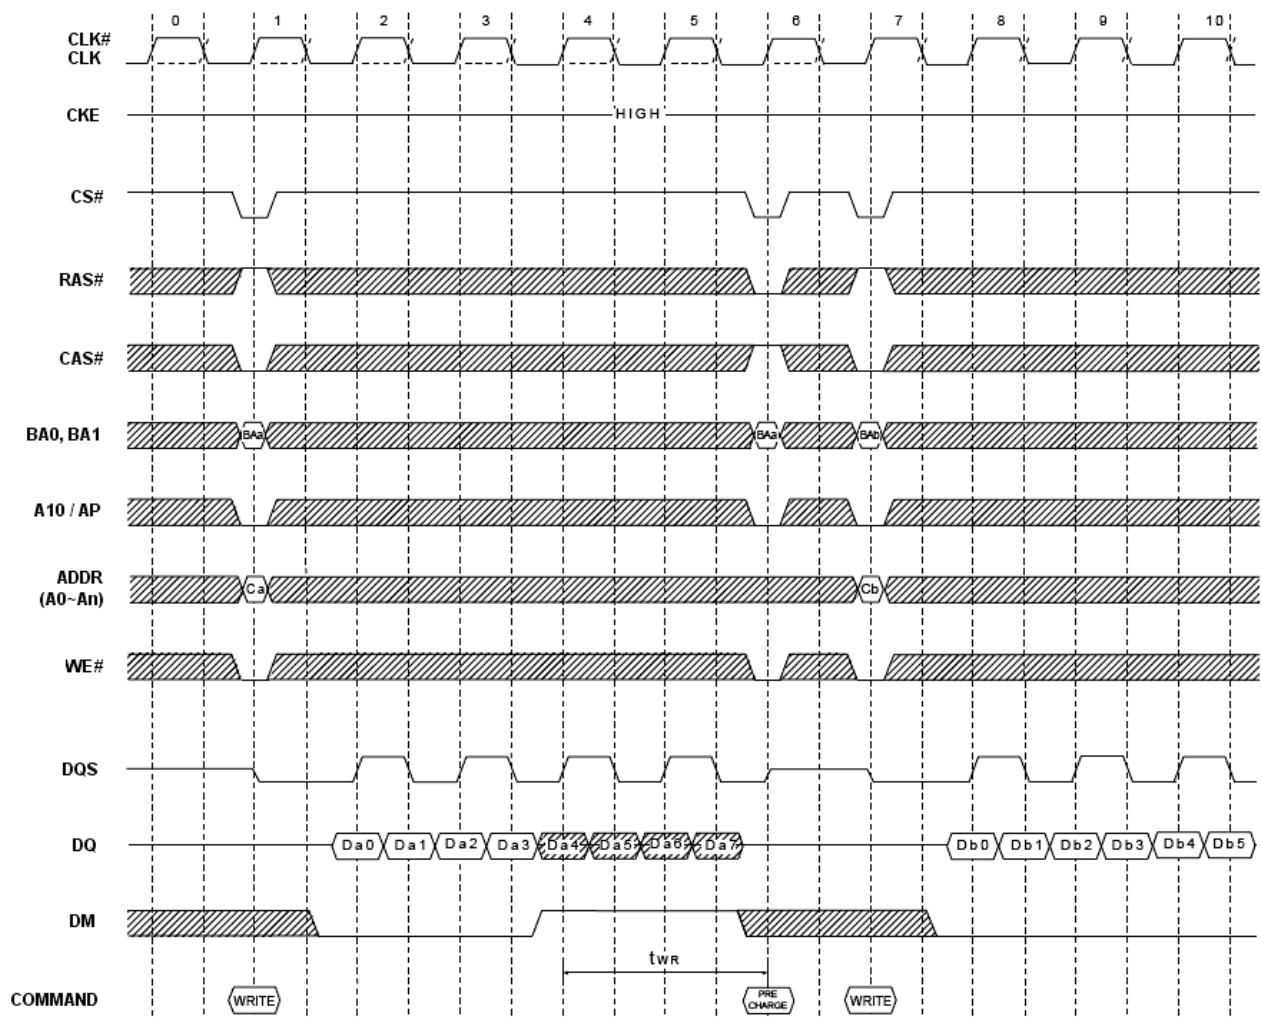 0 1 2 3 4 5 6 7 8 9 10
CLK#
CLK
CKE HIGH
CS#
RAS#
CAS#
BA0, BA1 BAa BAa BAb
A10 / AP
ADDR
(A0~An) Ca Cb
WE#
DQS
DQ Da0 Da1 Da2 Da3 Da4 Da5 Da6 Da7 Db0 Db1 Db2 Db3 Db4 Db5
DM
tWR
COMMAND WRITE PRE CHARGE WRITE